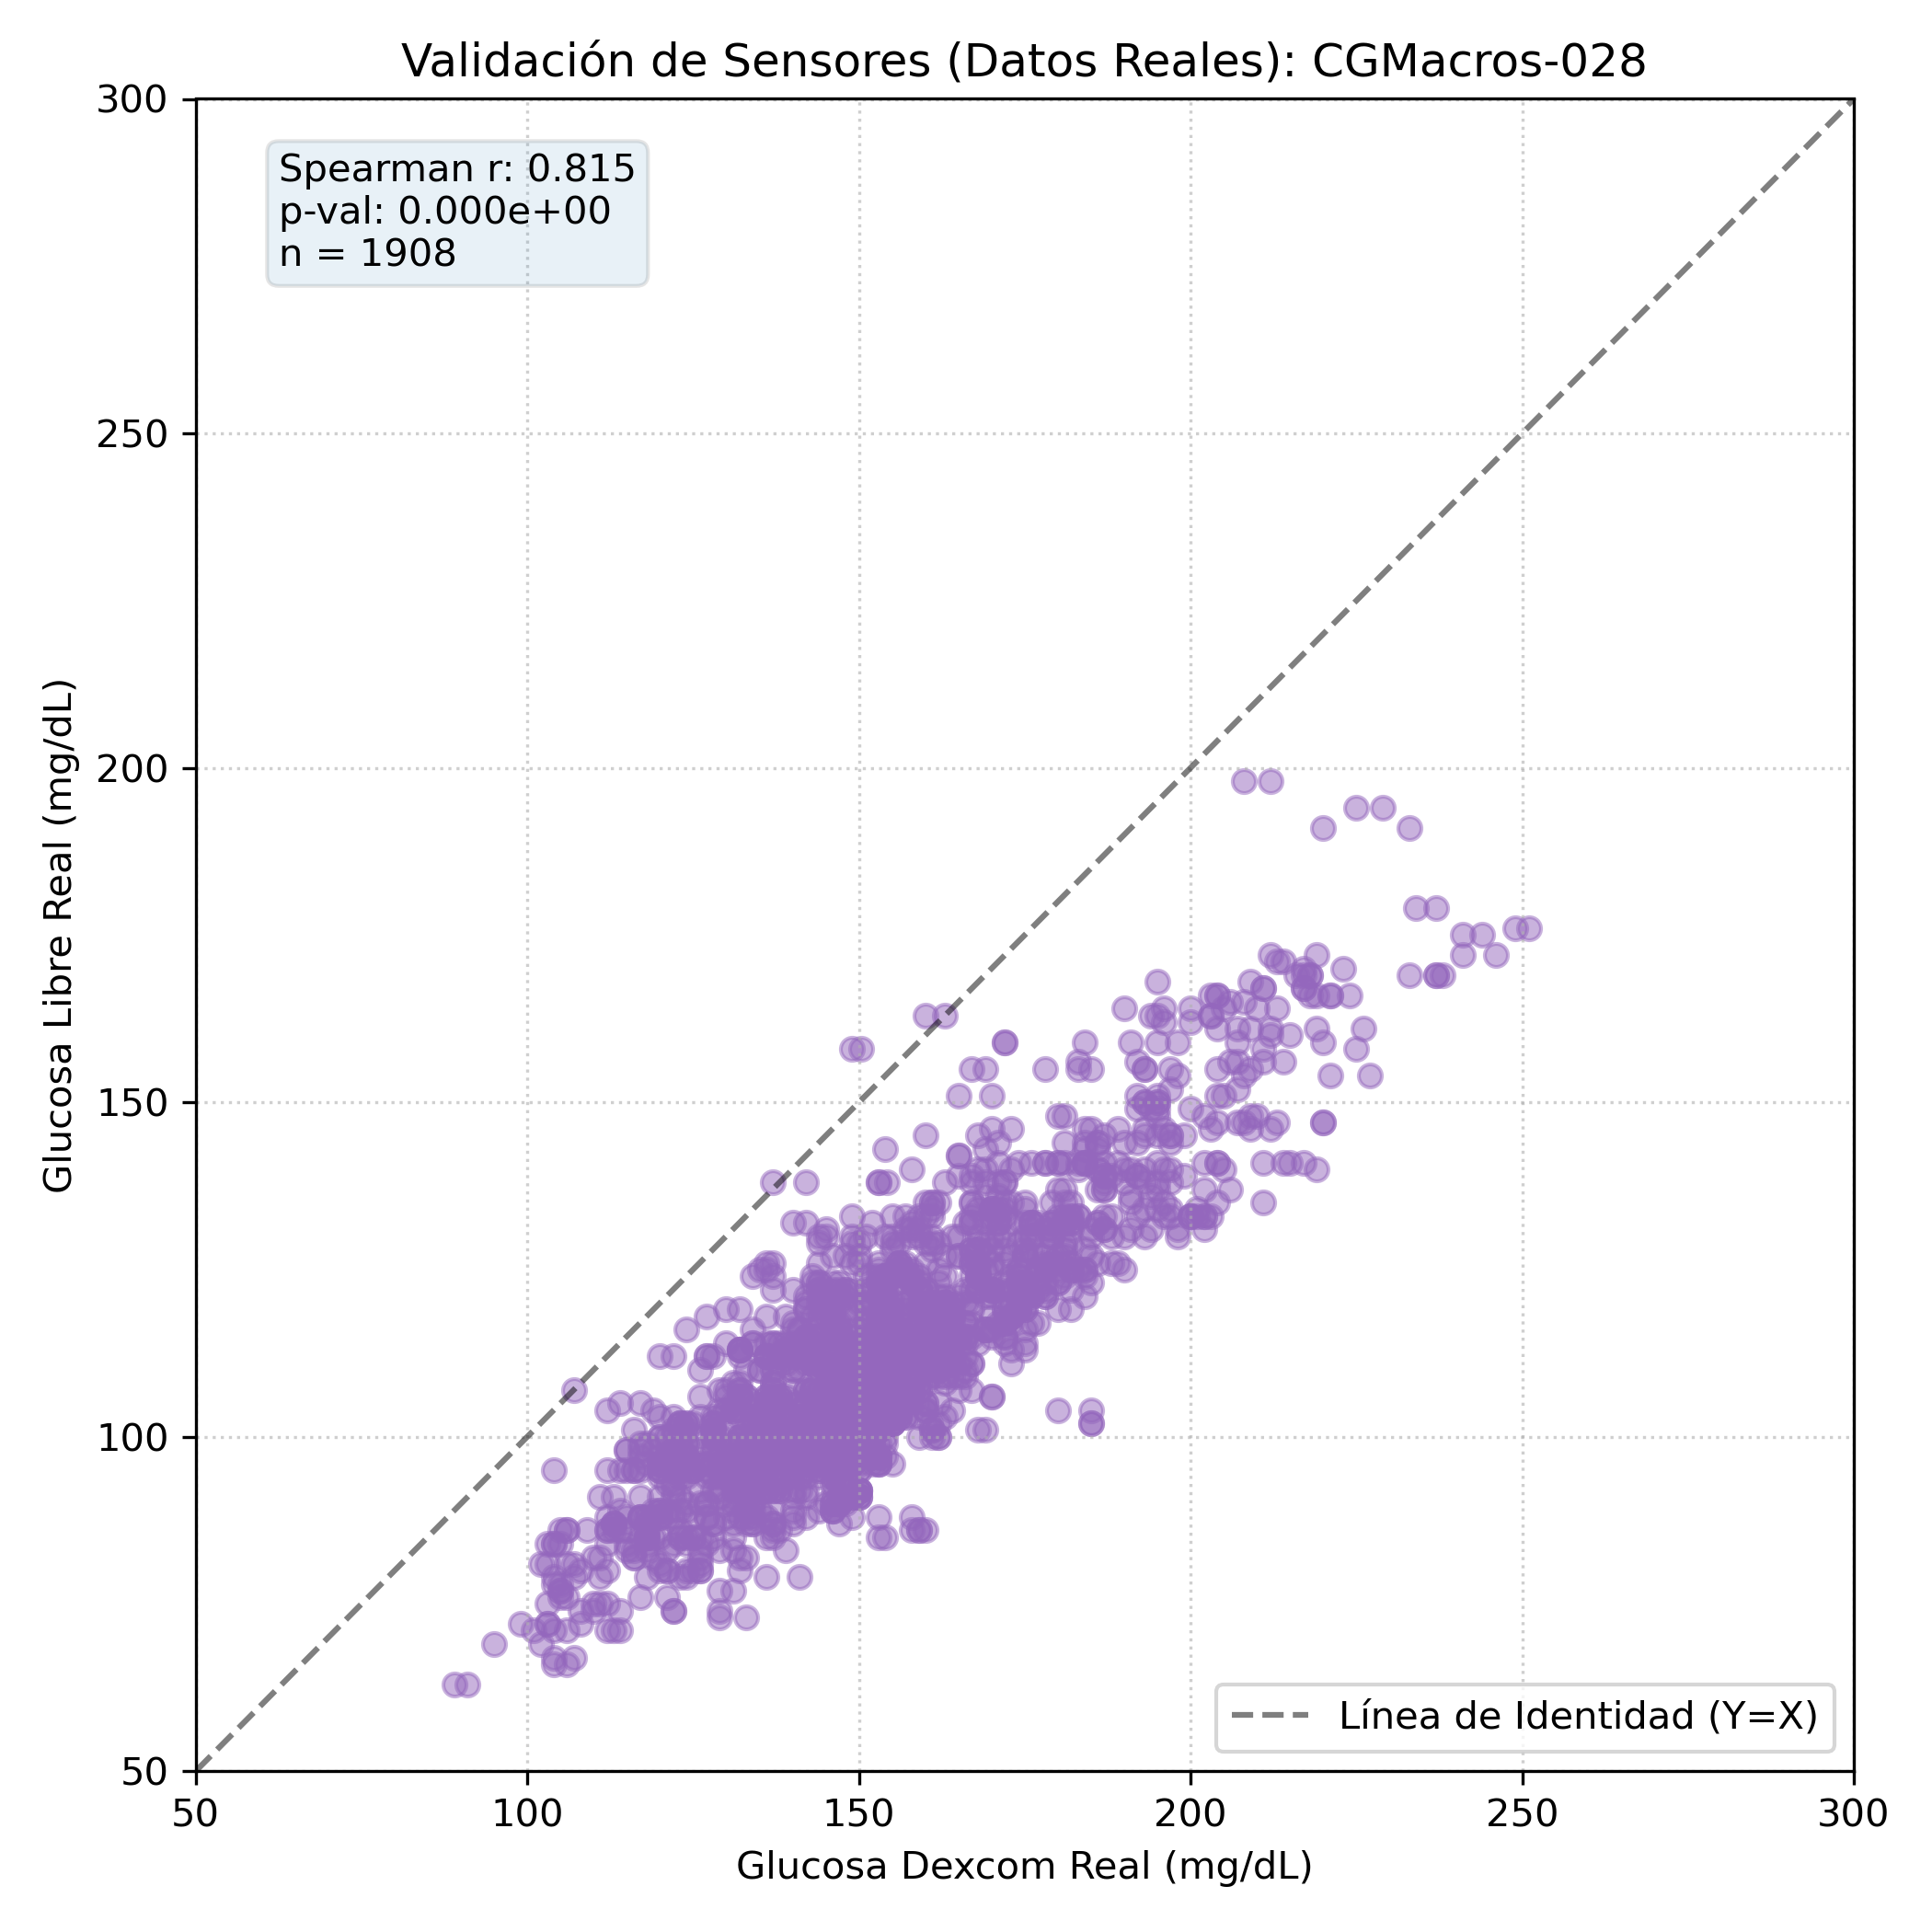 Validación de Sensores (Datos Reales): CGMacros-028
Spearman r: 0.815
p-val: 0.000e+00
n = 1908
300
250
200
150
100
50
Glucosa Libre Real (mg/dL)
Línea de Identidad (Y=X)
50
100
150
200
250
300
Glucosa Dexcom Real (mg/dL)